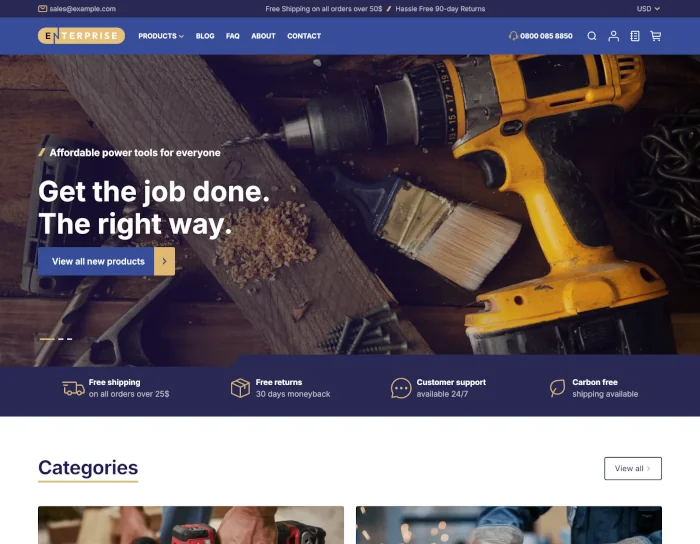 sales@example.com
Free Shipping on all orders over 50$ Hassle Free 90-day Returns
USD
ENTERPRISE
PRODUCTS BLOG FAQ ABOUT CONTACT
0800 085 8850
Affordable power tools for everyone
Get the job done.
The right way.
View all new products
Free shipping
on all orders over 25$
Free returns
30 days moneyback
Customer support
available 24/7
Carbon free
shipping available
Categories
View all